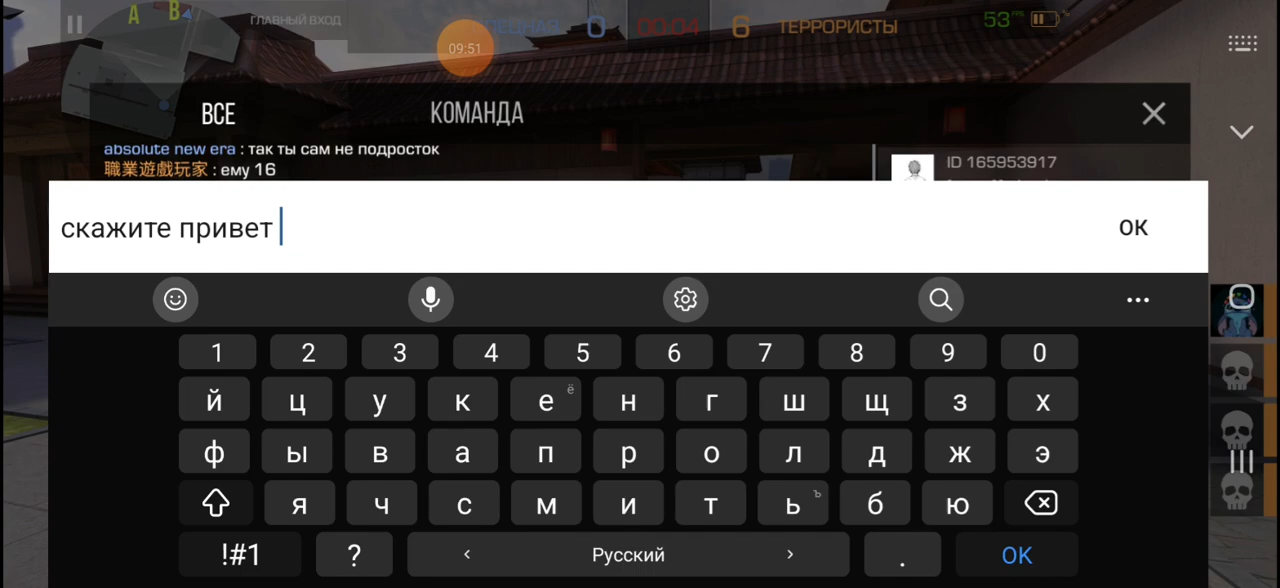 A B
ГЛАВНЫЙ ВХОД
0 00:04 6 ТЕРРОРИСТЫ
53 FPS
09:51
ВСЕ КОМАНДА
absolute new era : так ты сам не подросток
職業遊戲玩家 : ему 16
ID 165953917
скажите привет
ОК
1 2 3 4 5 6 7 8 9 0
й ц у к е ё н г ш щ з х
ф ы в а п р о л д ж э
я ч с м и т ь ъ б ю
!#1 ? < Русский > . OK